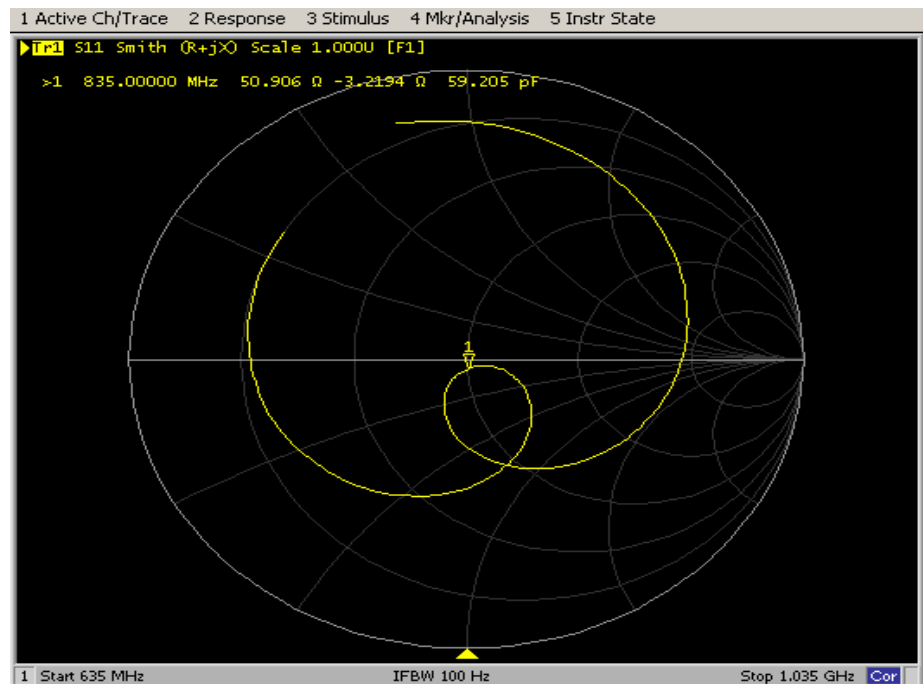 1 Active Ch/Trace 2 Response 3 Stimulus 4 Mkr/Analysis 5 Instr State
Tr1 S11 Smith (R+jX) Scale 1.000U [F1]
>1 835.00000 MHz 50.906 Ω -3.2194 Ω 59.205 pF
1
1 Start 635 MHz IFBW 100 Hz Stop 1.035 GHz Cor